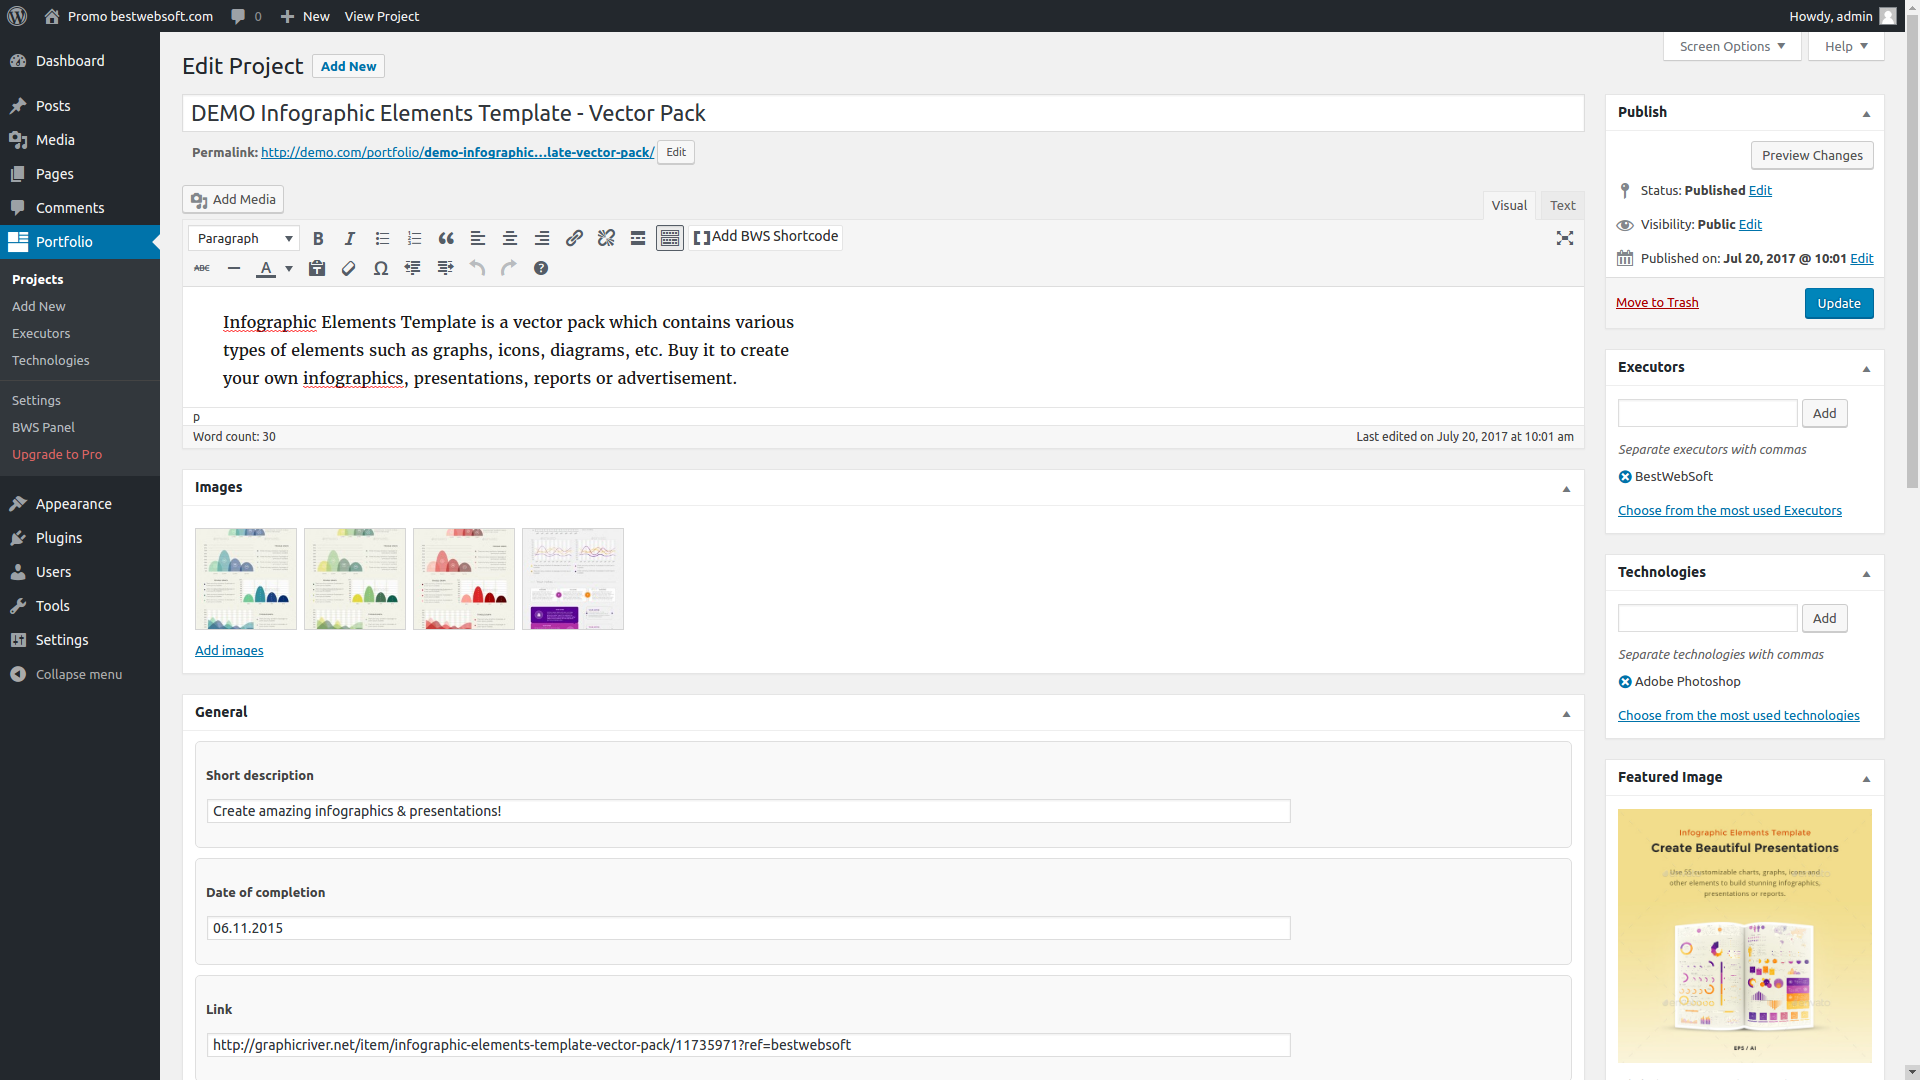 Promo bestwebsoft.com 0 New View Project Howdy, admin
Screen Options Help
Dashboard
Posts
Media
Pages
Comments
Portfolio
Projects
Add New
Executors
Technologies
Settings
BWS Panel
Upgrade to Pro
Appearance
Plugins
Users
Tools
Settings
Collapse menu
Edit Project Add New
DEMO Infographic Elements Template - Vector Pack
Permalink: http://demo.com/portfolio/demo-infographic...late-vector-pack/ Edit
Add Media
Visual Text
Paragraph B I Add BWS Shortcode
ABC A
Infographic Elements Template is a vector pack which contains various
types of elements such as graphs, icons, diagrams, etc. Buy it to create
your own infographics, presentations, reports or advertisement.
p
Word count: 30 Last edited on July 20, 2017 at 10:01 am
Images
Add images
General
Short description
Create amazing infographics & presentations!
Date of completion
06.11.2015
Link
http://graphicriver.net/item/infographic-elements-template-vector-pack/11735971?ref=bestwebsoft
Publish
Preview Changes
Status: Published Edit
Visibility: Public Edit
Published on: Jul 20, 2017 @ 10:01 Edit
Move to Trash Update
Executors
Add
Separate executors with commas
BestWebSoft
Choose from the most used Executors
Technologies
Add
Separate technologies with commas
Adobe Photoshop
Choose from the most used technologies
Featured Image
Infographic Elements Template
Create Beautiful Presentations
Use 55 customizable charts, graphs, icons and
other elements to build stunning infographics,
presentations or reports.
EPS / AI